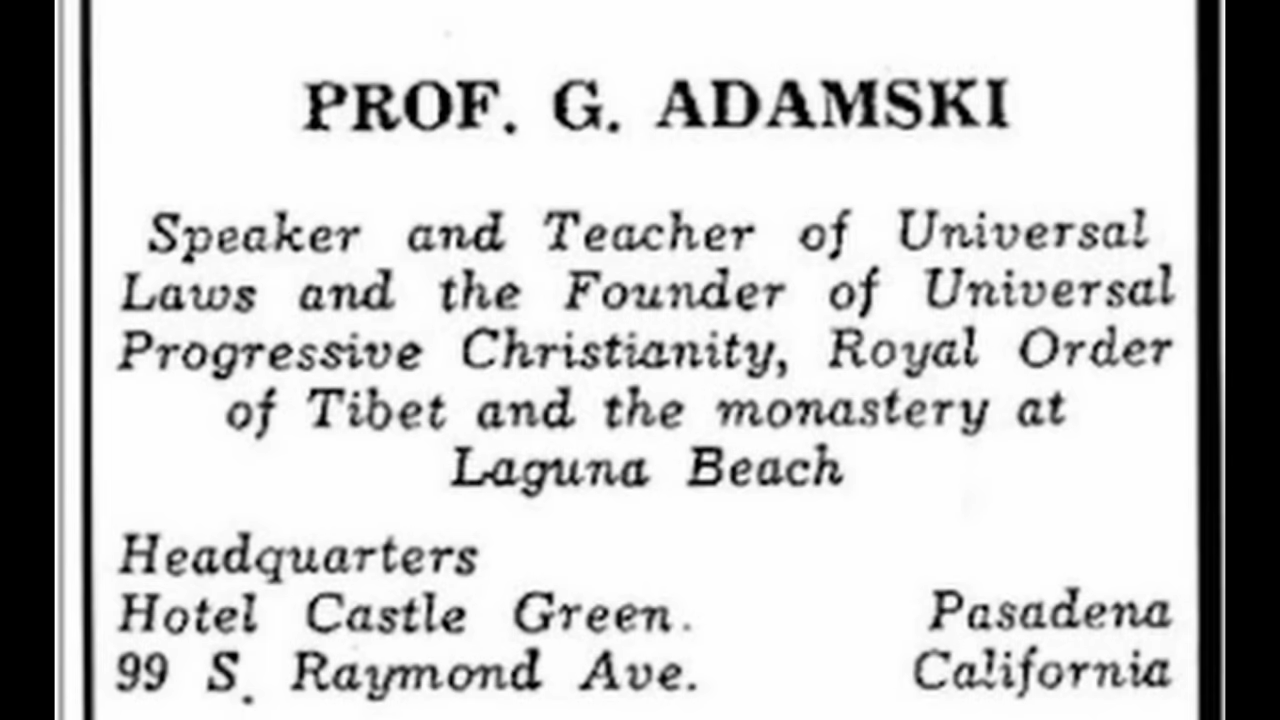 PROF. G. ADAMSKI
Speaker and Teacher of Universal
Laws and the Founder of Universal
Progressive Christianity, Royal Order
of Tibet and the monastery at
Laguna Beach
Headquarters
Hotel Castle Green. Pasadena
99 S. Raymond Ave. California